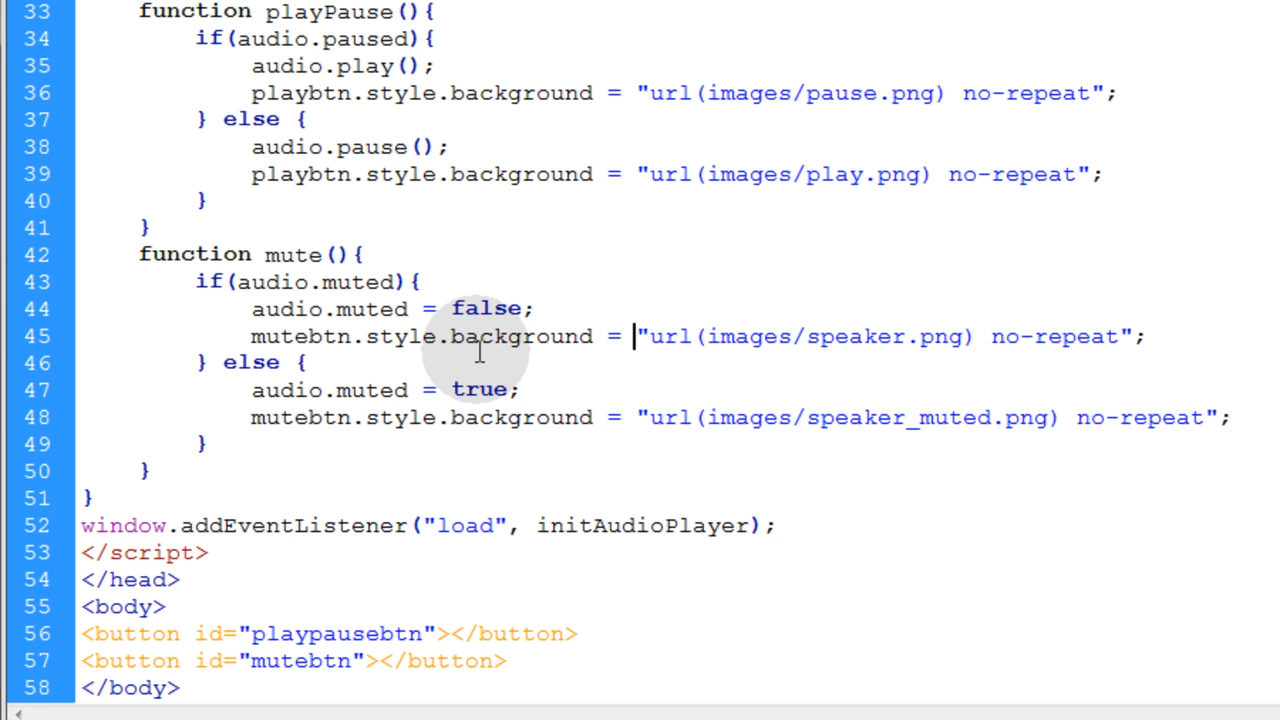 33 function playPause(){
34 if(audio.paused){
35 audio.play();
36 playbtn.style.background = "url(images/pause.png) no-repeat";
37 } else {
38 audio.pause();
39 playbtn.style.background = "url(images/play.png) no-repeat";
40 }
41 }
42 function mute(){
43 if(audio.muted){
44 audio.muted = false;
45 mutebtn.style.background = "url(images/speaker.png) no-repeat";
46 } else {
47 audio.muted = true;
48 mutebtn.style.background = "url(images/speaker_muted.png) no-repeat";
49 }
50 }
51 }
52 window.addEventListener("load", initAudioPlayer);
53 </script>
54 </head>
55 <body>
56 <button id="playpausebtn"></button>
57 <button id="mutebtn"></button>
58 </body>